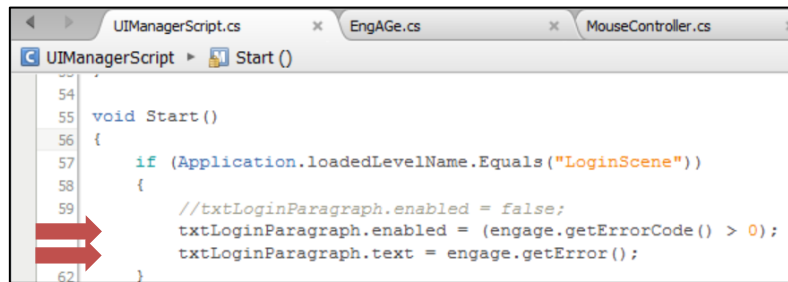 UIManagerScript.cs × EngAGe.cs × MouseController.cs
C UIManagerScript ▸ Start ()
54
55 void Start()
56 {
57 if (Application.loadedLevelName.Equals("LoginScene"))
58 {
59 //txtLoginParagraph.enabled = false;
txtLoginParagraph.enabled = (engage.getErrorCode() > 0);
txtLoginParagraph.text = engage.getError();
62 }